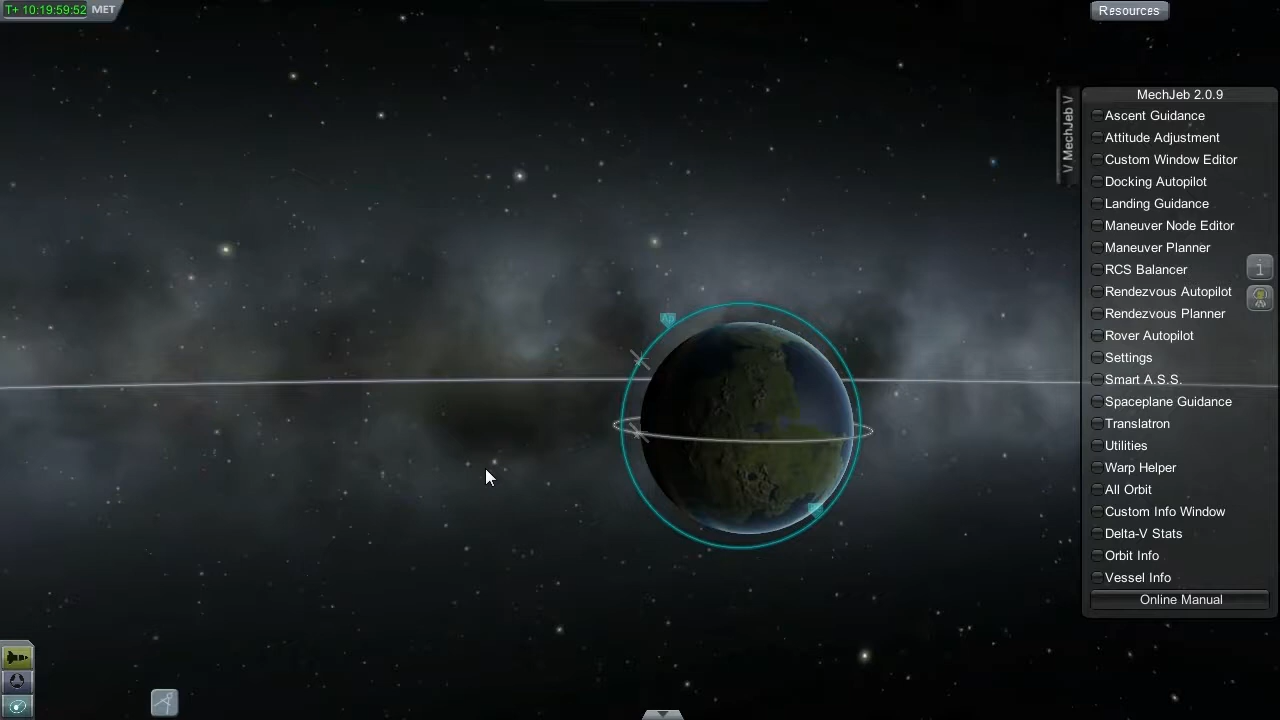 T+ 10:19:59:52 MET
Resources
V MechJeb V
MechJeb 2.0.9
Ascent Guidance
Attitude Adjustment
Custom Window Editor
Docking Autopilot
Landing Guidance
Maneuver Node Editor
Maneuver Planner
RCS Balancer
Rendezvous Autopilot
Rendezvous Planner
Rover Autopilot
Settings
Smart A.S.S.
Spaceplane Guidance
Translatron
Utilities
Warp Helper
All Orbit
Custom Info Window
Delta-V Stats
Orbit Info
Vessel Info
Online Manual